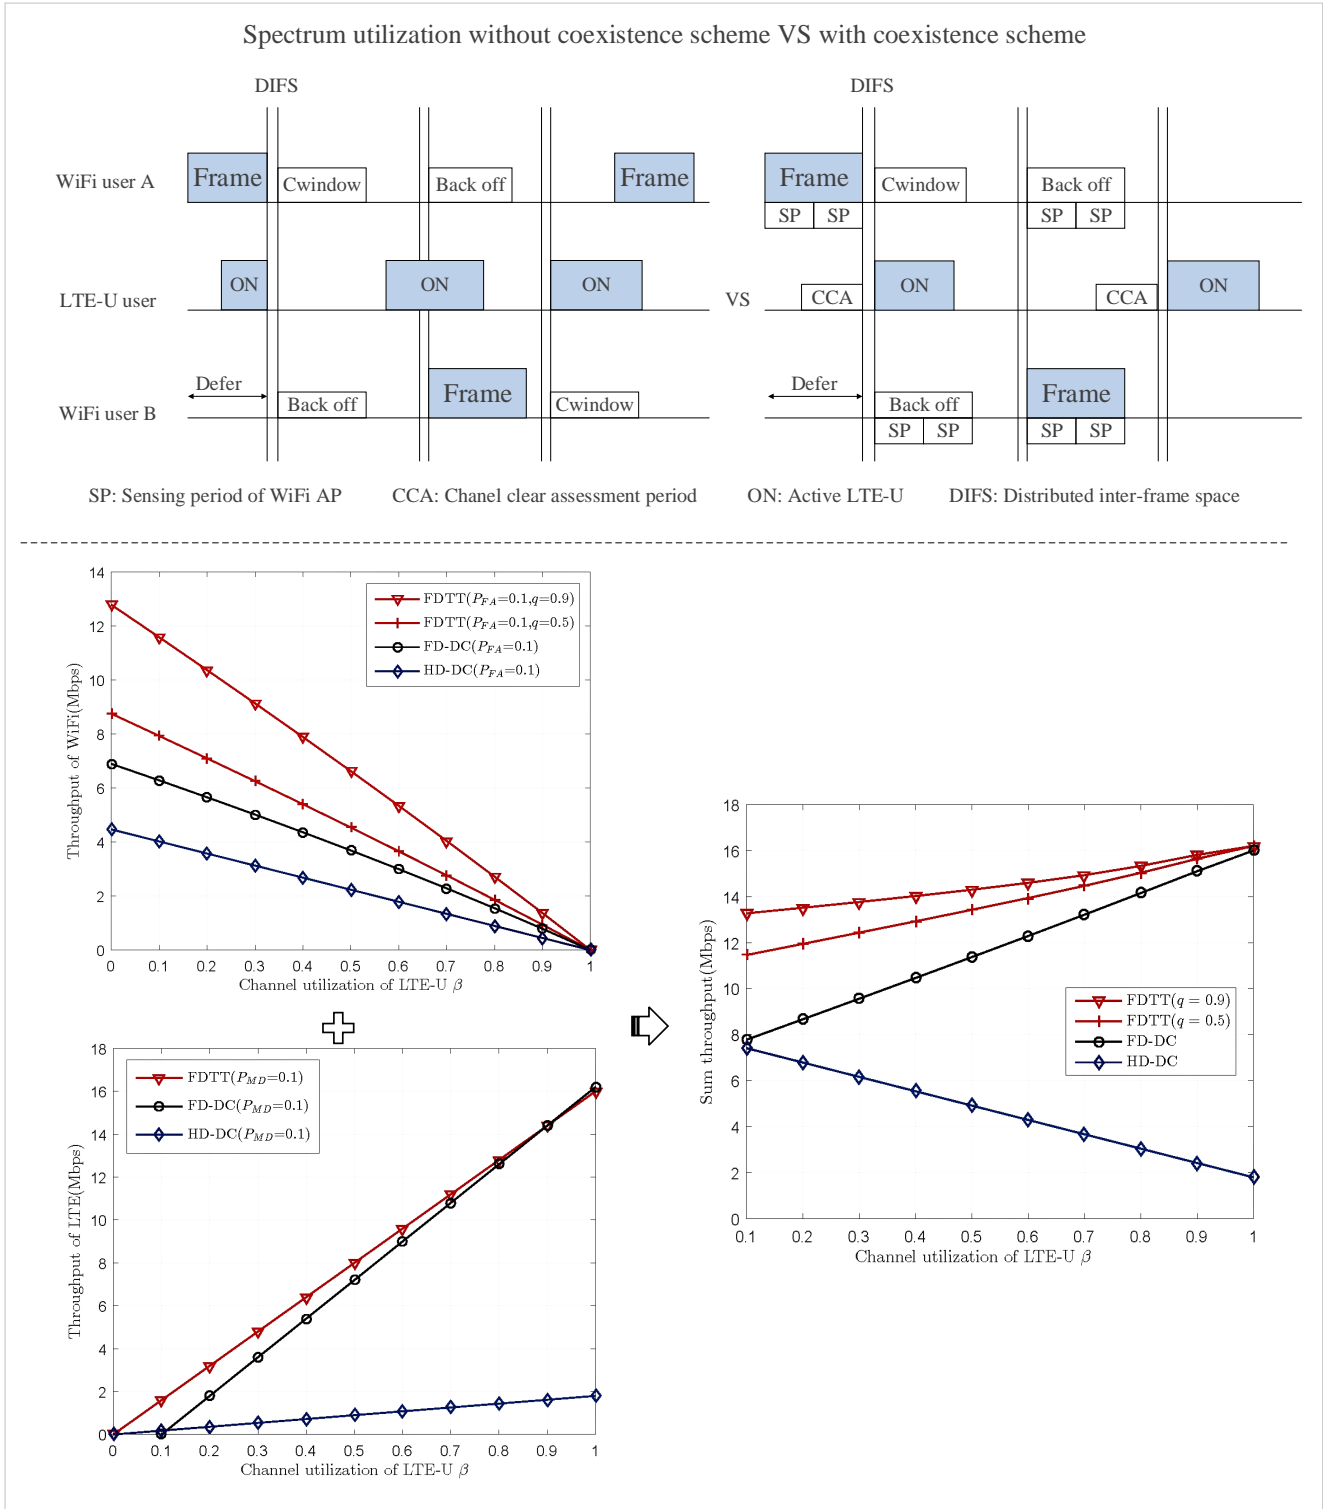 Spectrum utilization without coexistence scheme VS with coexistence scheme
DIFS
DIFS
WiFi user A
Frame
Cwindow
Back off
Frame
Frame
SP
SP
Cwindow
Back off
SP
SP
LTE-U user
ON
ON
ON
VS
CCA
ON
CCA
ON
WiFi user B
Defer
Back off
Frame
Cwindow
Defer
Back off
SP
SP
Frame
SP
SP
SP: Sensing period of WiFi AP
CCA: Chanel clear assessment period
ON: Active LTE-U
DIFS: Distributed inter-frame space
Throughput of WiFi(Mbps)
14
12
10
8
6
4
2
0
FDTT(P_FA=0.1,q=0.9)
FDTT(P_FA=0.1,q=0.5)
FD-DC(P_FA=0.1)
HD-DC(P_FA=0.1)
0 0.1 0.2 0.3 0.4 0.5 0.6 0.7 0.8 0.9 1
Channel utilization of LTE-U β
Throughput of LTE(Mbps)
18
16
14
12
10
8
6
4
2
0
FDTT(P_MD=0.1)
FD-DC(P_MD=0.1)
HD-DC(P_MD=0.1)
0 0.1 0.2 0.3 0.4 0.5 0.6 0.7 0.8 0.9 1
Channel utilization of LTE-U β
Sum throughput(Mbps)
18
16
14
12
10
8
6
4
2
0
FDTT(q = 0.9)
FDTT(q = 0.5)
FD-DC
HD-DC
0.1 0.2 0.3 0.4 0.5 0.6 0.7 0.8 0.9 1
Channel utilization of LTE-U β